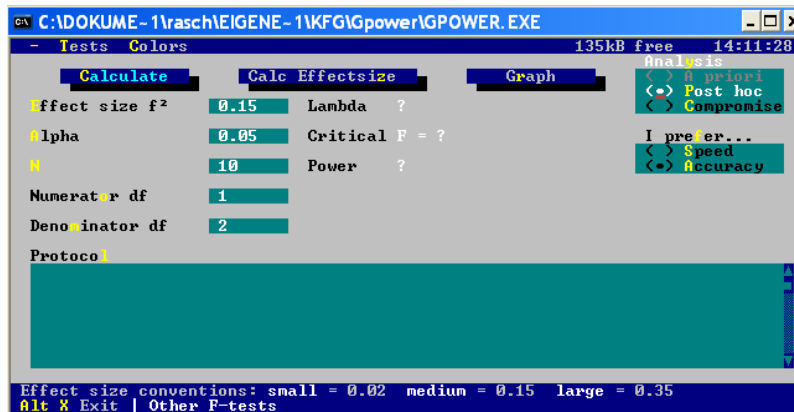 C:\DOKUME~1\rasch\EIGENE~1\KFG\Gpower\GPOWER.EXE
- Tests Colors 135kB free 14:11:28
Analysis
Calculate Calc Effectsize Graph ( ) A priori
(•) Post hoc
Effect size f² 0.15 Lambda ? ( ) Compromise
Alpha 0.05 Critical F = ? I prefer...
( ) Speed
N 10 Power ? (•) Accuracy
Numerator df 1
Denominator df 2
Protocol
Effect size conventions: small = 0.02 medium = 0.15 large = 0.35
Alt X Exit | Other F-tests